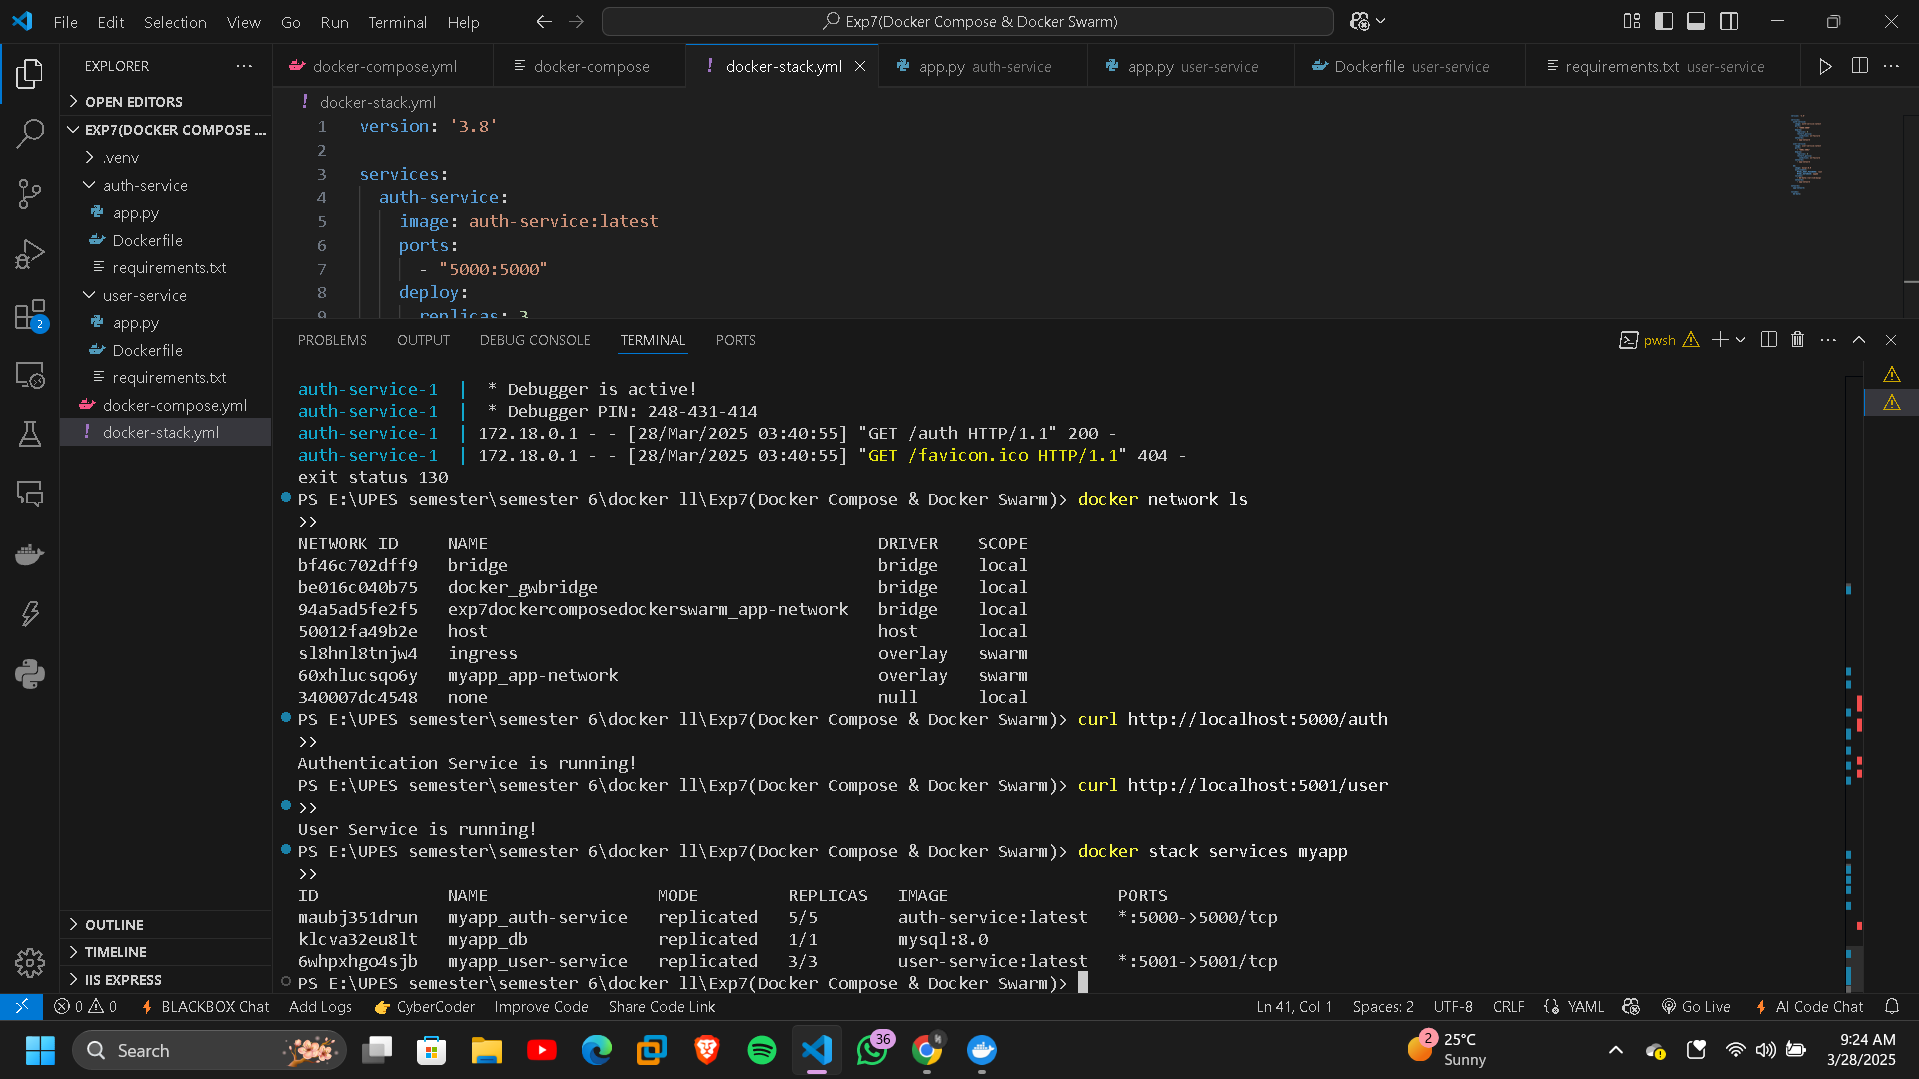 File Edit Selection View Go Run Terminal Help
Exp7(Docker Compose & Docker Swarm)
EXPLORER
docker-compose.yml
docker-compose
docker-stack.yml
app.py auth-service
app.py user-service
Dockerfile user-service
requirements.txt user-service
OPEN EDITORS
EXP7(DOCKER COMPOSE ...
.venv
auth-service
app.py
Dockerfile
requirements.txt
user-service
app.py
Dockerfile
requirements.txt
docker-compose.yml
docker-stack.yml
OUTLINE
TIMELINE
IIS EXPRESS
2
docker-stack.yml
1 version: '3.8'
2
3 services:
4 auth-service:
5 image: auth-service:latest
6 ports:
7 - "5000:5000"
8 deploy:
9 replicas: 3
PROBLEMS OUTPUT DEBUG CONSOLE TERMINAL PORTS
pwsh
auth-service-1 | * Debugger is active!
auth-service-1 | * Debugger PIN: 248-431-414
auth-service-1 | 172.18.0.1 - - [28/Mar/2025 03:40:55] "GET /auth HTTP/1.1" 200 -
auth-service-1 | 172.18.0.1 - - [28/Mar/2025 03:40:55] "GET /favicon.ico HTTP/1.1" 404 -
exit status 130
PS E:\UPES semester\semester 6\docker ll\Exp7(Docker Compose & Docker Swarm)> docker network ls
>>
NETWORK ID NAME DRIVER SCOPE
bf46c702dff9 bridge bridge local
be016c040b75 docker_gwbridge bridge local
94a5ad5fe2f5 exp7dockercomposedockerswarm_app-network bridge local
50012fa49b2e host host local
sl8hnl8tnjw4 ingress overlay swarm
60xhlucsqo6y myapp_app-network overlay swarm
340007dc4548 none null local
PS E:\UPES semester\semester 6\docker ll\Exp7(Docker Compose & Docker Swarm)> curl http://localhost:5000/auth
>>
Authentication Service is running!
PS E:\UPES semester\semester 6\docker ll\Exp7(Docker Compose & Docker Swarm)> curl http://localhost:5001/user
>>
User Service is running!
PS E:\UPES semester\semester 6\docker ll\Exp7(Docker Compose & Docker Swarm)> docker stack services myapp
>>
ID NAME MODE REPLICAS IMAGE PORTS
maubj351drun myapp_auth-service replicated 5/5 auth-service:latest *:5000->5000/tcp
klcva32eu8lt myapp_db replicated 1/1 mysql:8.0
6whpxhgo4sjb myapp_user-service replicated 3/3 user-service:latest *:5001->5001/tcp
PS E:\UPES semester\semester 6\docker ll\Exp7(Docker Compose & Docker Swarm)>
0 0 BLACKBOX Chat Add Logs CyberCoder Improve Code Share Code Link
Ln 41, Col 1 Spaces: 2 UTF-8 CRLF YAML Go Live AI Code Chat
Search
36
2
25°C
Sunny
9:24 AM
3/28/2025